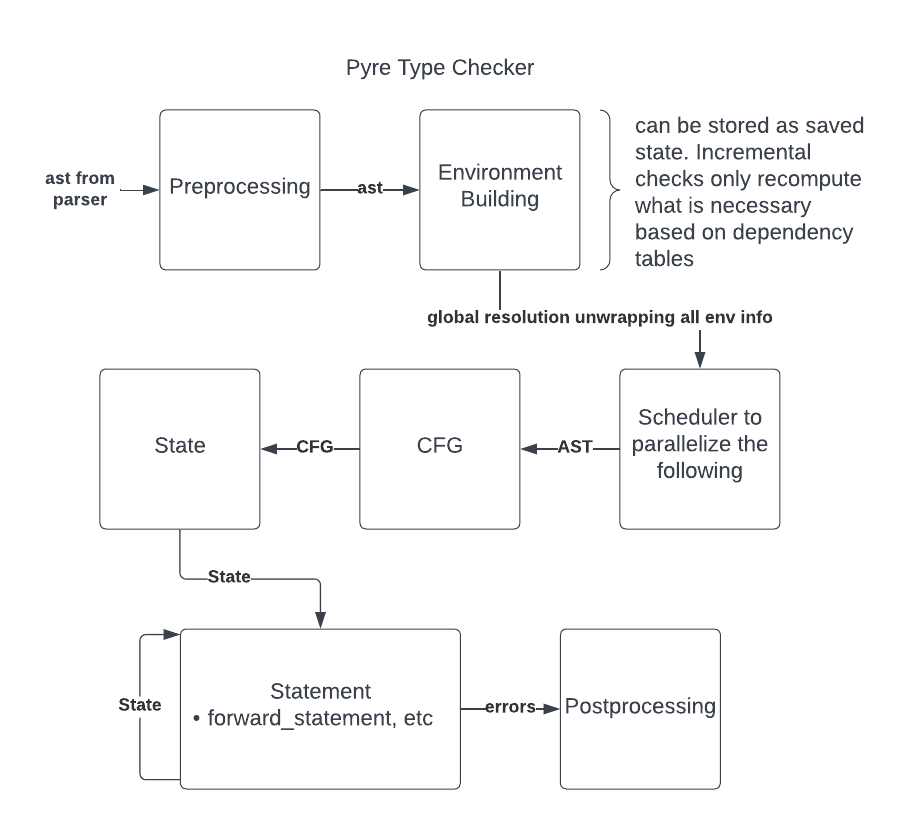 Pyre Type Checker
ast from
parser
Preprocessing
ast
Environment
Building
can be stored as saved
state. Incremental
checks only recompute
what is necessary
based on dependency
tables
global resolution unwrapping all env info
State
CFG
CFG
AST
Scheduler to
parallelize the
following
State
State
Statement
• forward_statement, etc
errors
Postprocessing